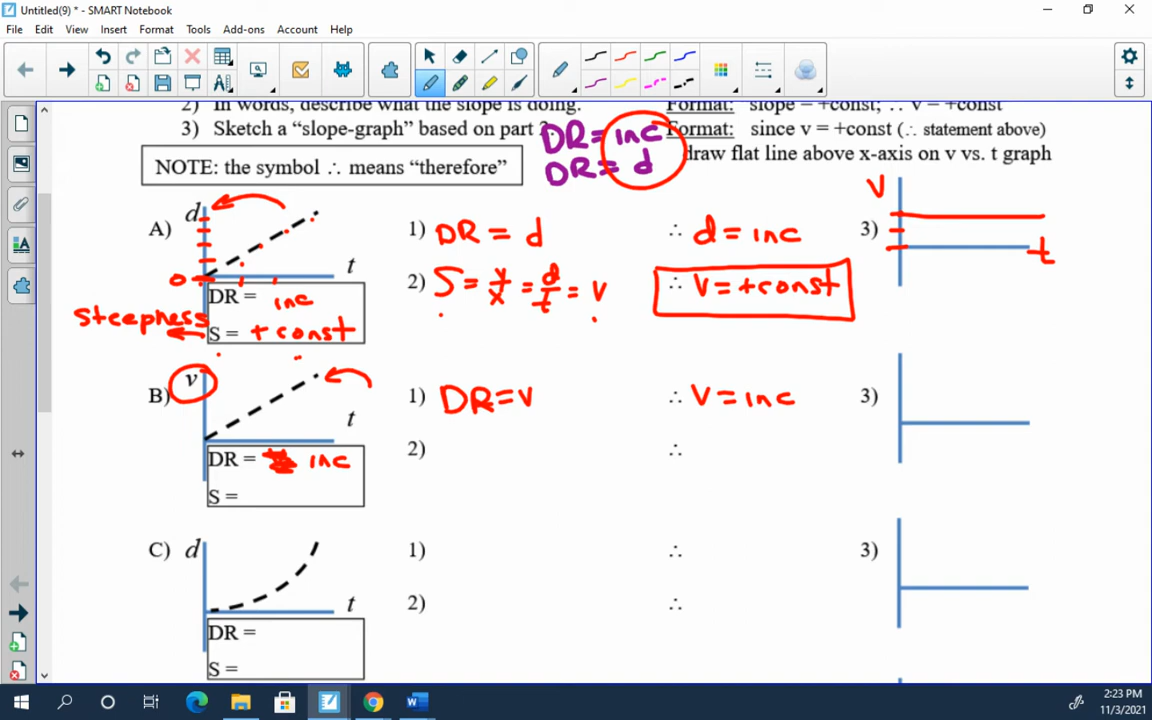 Untitled(9) * - SMART Notebook
File Edit View Insert Format Tools Add-ons Account Help
2) In words, describe what the slope is doing. Format: slope = +const; ∴ v = +const
3) Sketch a “slope-graph” based on part 2. DR = inc Format: since v = +const (∴ statement above)
NOTE: the symbol ∴ means “therefore” DR = d draw flat line above x-axis on v vs. t graph
A) d t 0
DR = inc
Steepness
S = + const
1) DR = d ∴ d = inc
2) S = y/x = d/t = v ∴ V = +const
3) V t
B) v t
DR = inc
S =
1) DR = V ∴ V = inc
2) ∴
3)
C) d t
DR =
S =
1) ∴
2) ∴
3)
2:23 PM
11/3/2021